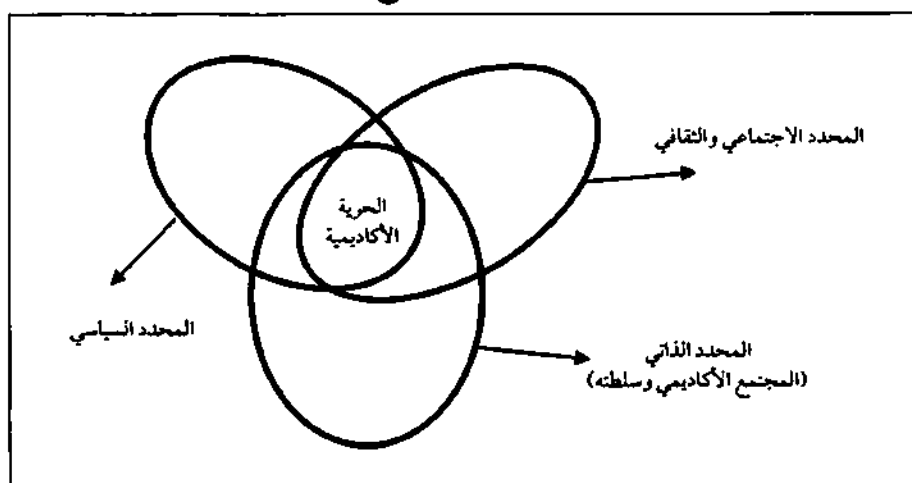 المحدد الاجتماعي والثقافي
الحرية
الأكاديمية
المحدد السياسي
المحدد الذاتي
(المجتمع الأكاديمي وسلطته)